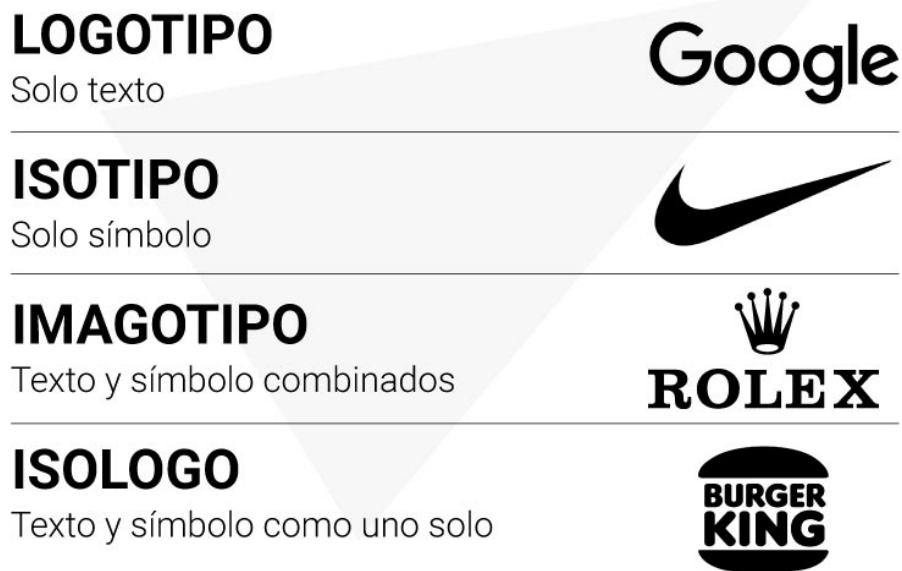 LOGOTIPO
Solo texto
Google
ISOTIPO
Solo símbolo
IMAGOTIPO
Texto y símbolo combinados
ROLEX
ISOLOGO
Texto y símbolo como uno solo
BURGER
KING